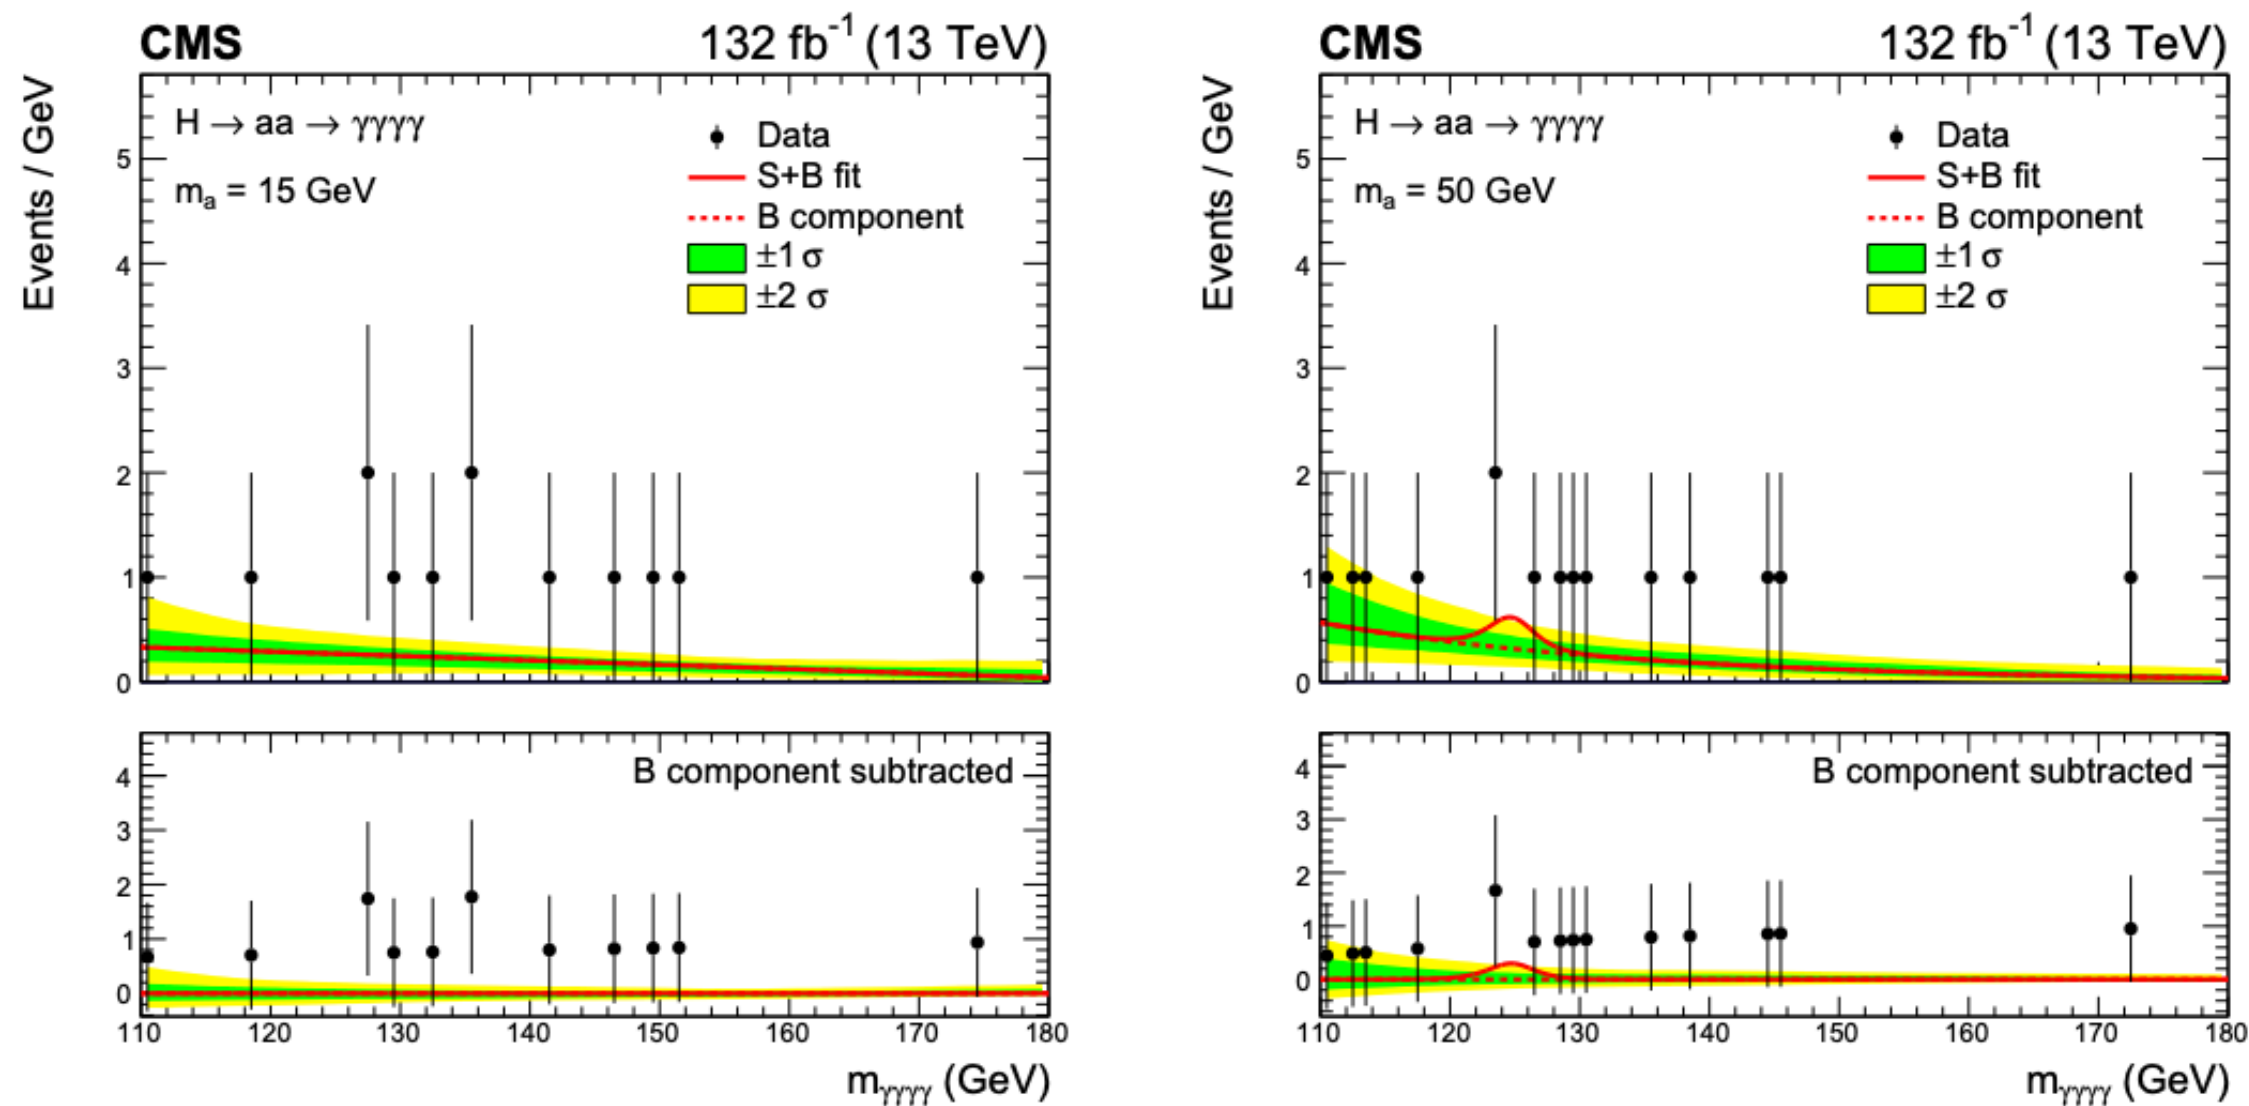 CMS 132 fb⁻¹ (13 TeV)
Events / GeV
H → aa → γγγγ
mₐ = 15 GeV
Data
S+B fit
B component
±1 σ
±2 σ
5
4
3
2
1
0
B component subtracted
4
3
2
1
0
110 120 130 140 150 160 170 180
m_γγγγ (GeV)
CMS 132 fb⁻¹ (13 TeV)
Events / GeV
H → aa → γγγγ
mₐ = 50 GeV
Data
S+B fit
B component
±1 σ
±2 σ
5
4
3
2
1
0
B component subtracted
4
3
2
1
0
110 120 130 140 150 160 170 180
m_γγγγ (GeV)